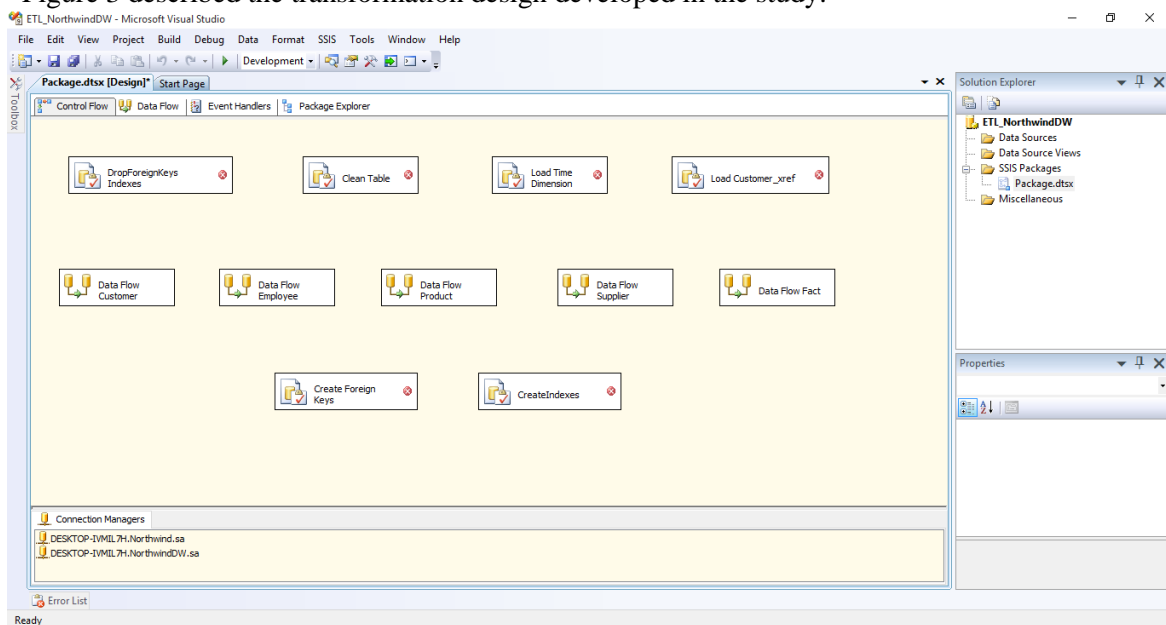 Figure 3 described the transformation design developed in the study.
ETL_NorthwindDW - Microsoft Visual Studio
File Edit View Project Build Debug Data Format SSIS Tools Window Help
Development
Toolbox
Package.dtsx [Design]* Start Page
Control Flow Data Flow Event Handlers Package Explorer
DropForeignKeys
Indexes
Clean Table
Load Time
Dimension
Load Customer_xref
Data Flow
Customer
Data Flow
Employee
Data Flow
Product
Data Flow
Supplier
Data Flow Fact
Create Foreign
Keys
CreateIndexes
Connection Managers
DESKTOP-IVMIL7H.Northwind.sa
DESKTOP-IVMIL7H.NorthwindDW.sa
Solution Explorer
ETL_NorthwindDW
Data Sources
Data Source Views
SSIS Packages
Package.dtsx
Miscellaneous
Properties
Error List
Ready